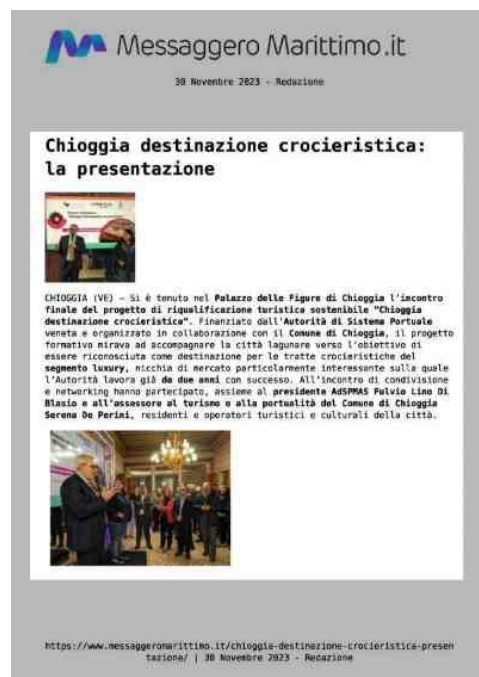 Messaggero Marittimo.it
30 Novembre 2023 - Redazione
Chioggia destinazione crocieristica:
la presentazione
CHIOGGIA (VE) – Si è tenuto nel Palazzo delle Figure di Chioggia l'incontro
finale del progetto di riqualificazione turistica sostenibile "Chioggia
destinazione crocieristica". Finanziato dall'Autorità di Sistema Portuale
veneta e organizzato in collaborazione con il Comune di Chioggia, il progetto
formativo mirava ad accompagnare la città lagunare verso l'obiettivo di
essere riconosciuta come destinazione per le tratte crocieristiche del
segmento luxury, nicchia di mercato particolarmente interessante sulla quale
l'Autorità lavora già da due anni con successo. All'incontro di condivisione
e networking hanno partecipato, assieme al presidente AdSPMAS Fulvio Lino Di
Blasio e all'assessore al turismo e alla portualità del Comune di Chioggia
Serena De Perini, residenti e operatori turistici e culturali della città.
https://www.messaggeromarittimo.it/chioggia-destinazione-crocieristica-presen
tazione/ | 30 Novembre 2023 - Redazione